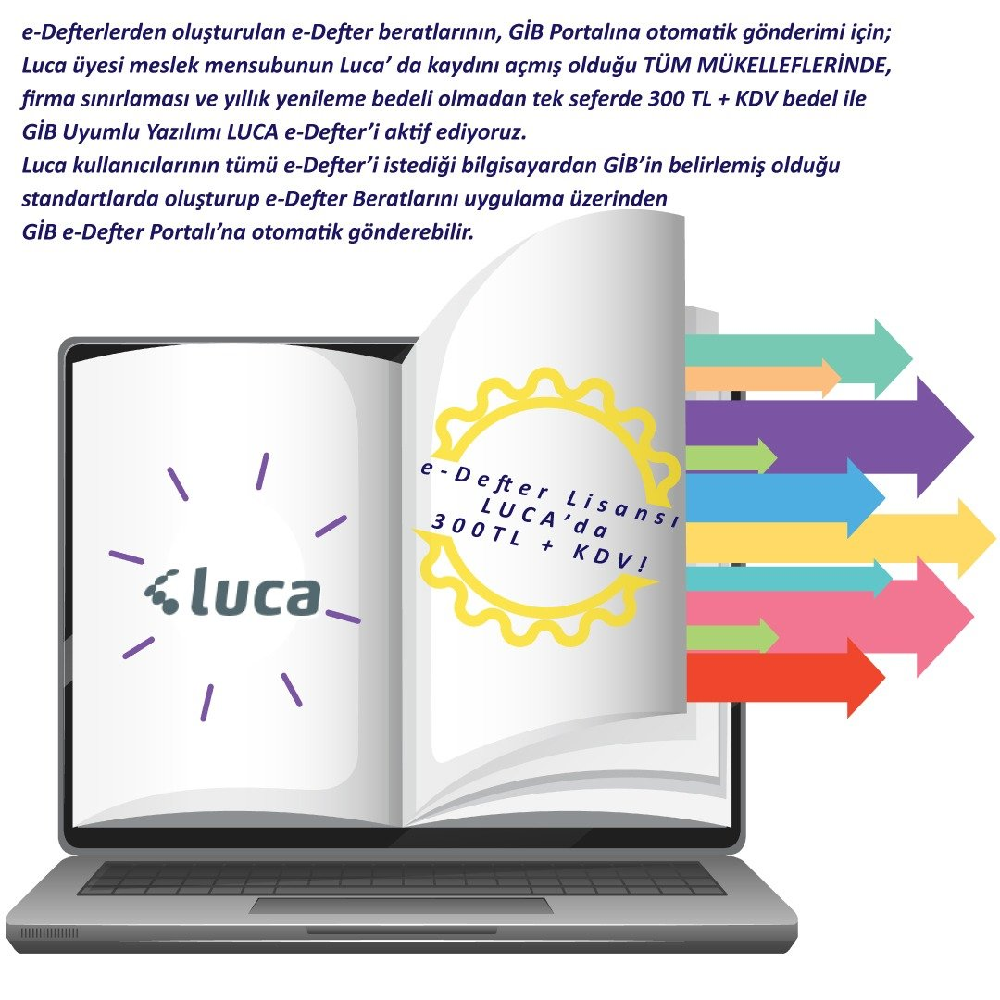 e-Defterlerden oluşturulan e-Defter beratlarının, GİB Portalına otomatik gönderimi için;
Luca üyesi meslek mensubunun Luca’ da kaydını açmış olduğu TÜM MÜKELLEFLERİNDE,
firma sınırlaması ve yıllık yenileme bedeli olmadan tek seferde 300 TL + KDV bedel ile
GİB Uyumlu Yazılımı LUCA e-Defter’i aktif ediyoruz.
Luca kullanıcılarının tümü e-Defter’i istediği bilgisayardan GİB’in belirlemiş olduğu
standartlarda oluşturup e-Defter Beratlarını uygulama üzerinden
GİB e-Defter Portalı’na otomatik gönderebilir.
luca
e-Defter Lisansı
LUCA’da
300TL + KDV!